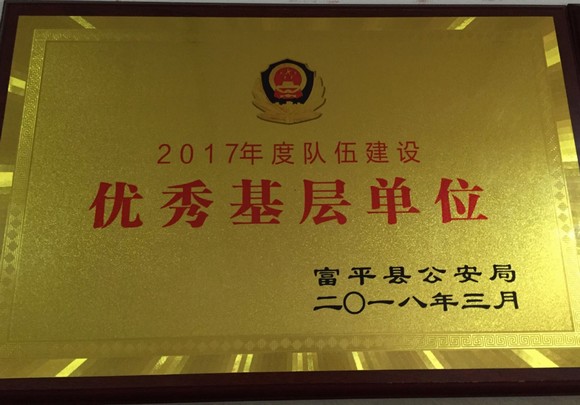 2017年度队伍建设
优秀基层单位
富平县公安局
二〇一八年三月